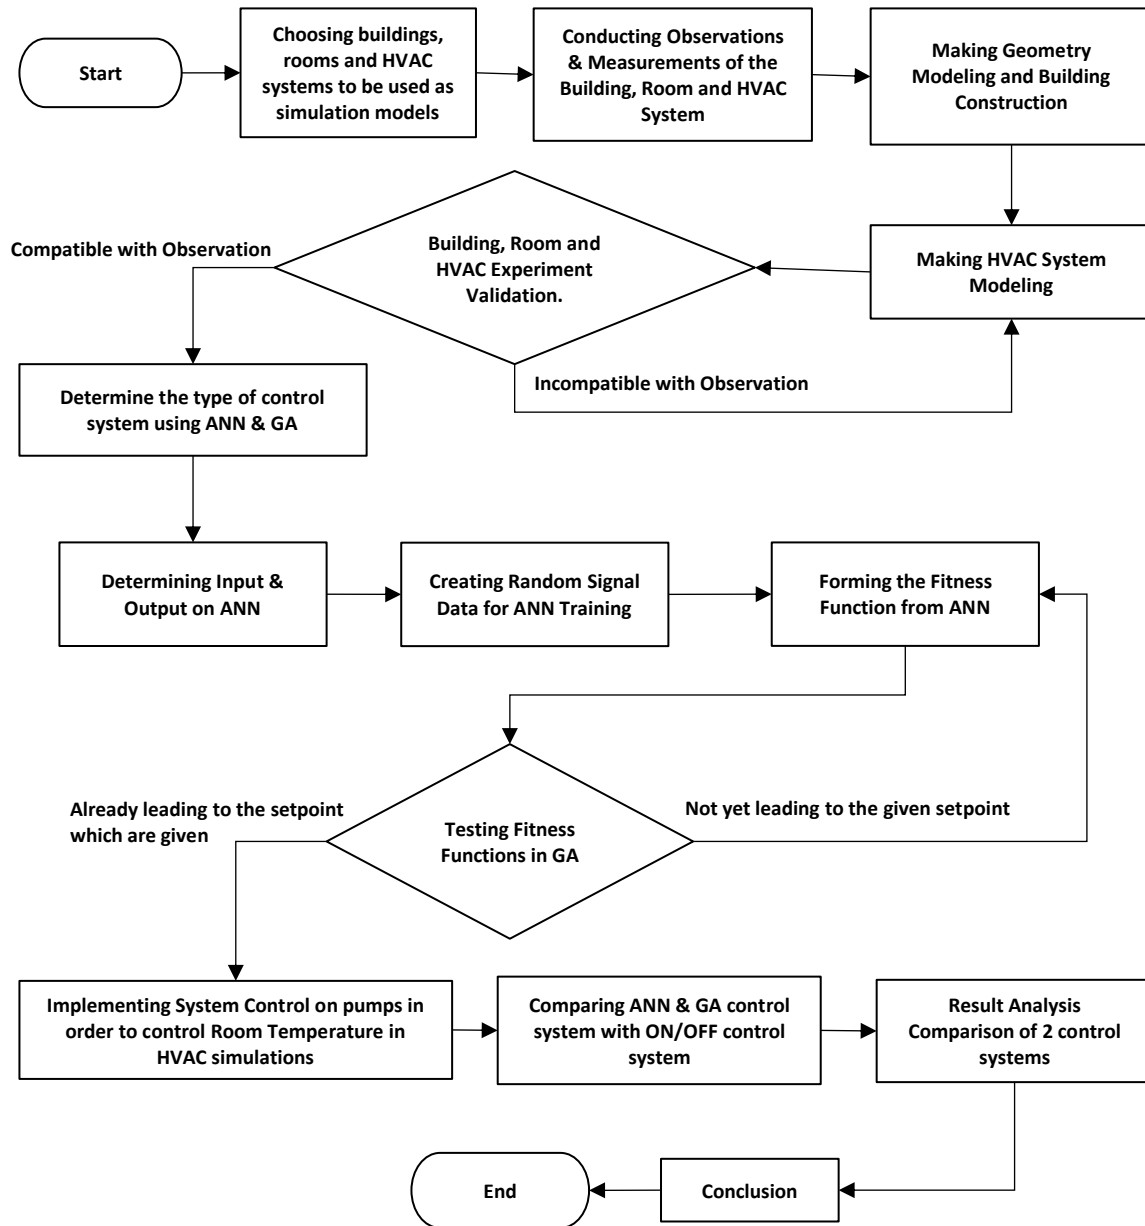 Start
Choosing buildings,
rooms and HVAC
systems to be used as
simulation models
Conducting Observations
& Measurements of the
Building, Room and HVAC
System
Making Geometry
Modeling and Building
Construction
Compatible with Observation
Building, Room and
HVAC Experiment
Validation.
Making HVAC System
Modeling
Incompatible with Observation
Determine the type of control
system using ANN & GA
Determining Input &
Output on ANN
Creating Random Signal
Data for ANN Training
Forming the Fitness
Function from ANN
Already leading to the setpoint
which are given
Testing Fitness
Functions in GA
Not yet leading to the given setpoint
Implementing System Control on pumps in
order to control Room Temperature in
HVAC simulations
Comparing ANN & GA control
system with ON/OFF control
system
Result Analysis
Comparison of 2 control
systems
End
Conclusion